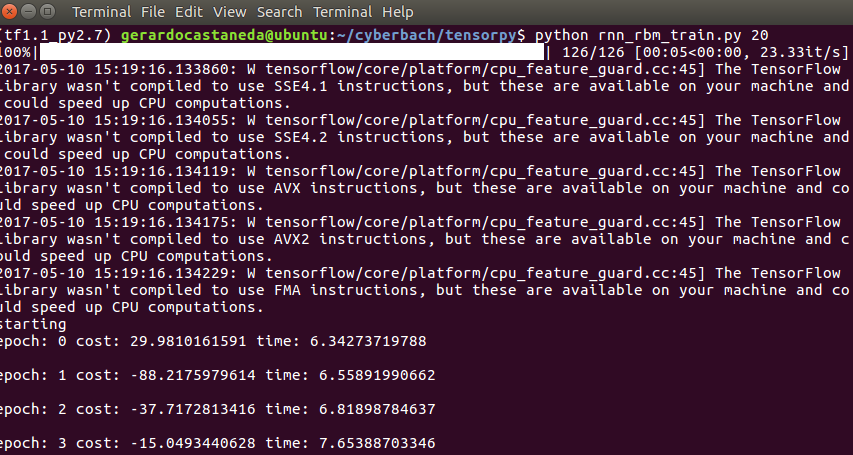 Terminal File Edit View Search Terminal Help
(tf1.1_py2.7) gerardocastaneda@ubuntu:~/cyberbach/tensorpy$ python rnn_rbm_train.py 20
100%| | 126/126 [00:05<00:00, 23.33it/s]
2017-05-10 15:19:16.133860: W tensorflow/core/platform/cpu_feature_guard.cc:45] The TensorFlow
library wasn't compiled to use SSE4.1 instructions, but these are available on your machine and
could speed up CPU computations.
2017-05-10 15:19:16.134055: W tensorflow/core/platform/cpu_feature_guard.cc:45] The TensorFlow
library wasn't compiled to use SSE4.2 instructions, but these are available on your machine and
could speed up CPU computations.
2017-05-10 15:19:16.134119: W tensorflow/core/platform/cpu_feature_guard.cc:45] The TensorFlow
library wasn't compiled to use AVX instructions, but these are available on your machine and co
uld speed up CPU computations.
2017-05-10 15:19:16.134175: W tensorflow/core/platform/cpu_feature_guard.cc:45] The TensorFlow
library wasn't compiled to use AVX2 instructions, but these are available on your machine and c
ould speed up CPU computations.
2017-05-10 15:19:16.134229: W tensorflow/core/platform/cpu_feature_guard.cc:45] The TensorFlow
library wasn't compiled to use FMA instructions, but these are available on your machine and co
uld speed up CPU computations.
starting
epoch: 0 cost: 29.9810161591 time: 6.34273719788
epoch: 1 cost: -88.2175979614 time: 6.55891990662
epoch: 2 cost: -37.7172813416 time: 6.81898784637
epoch: 3 cost: -15.0493440628 time: 7.65388703346